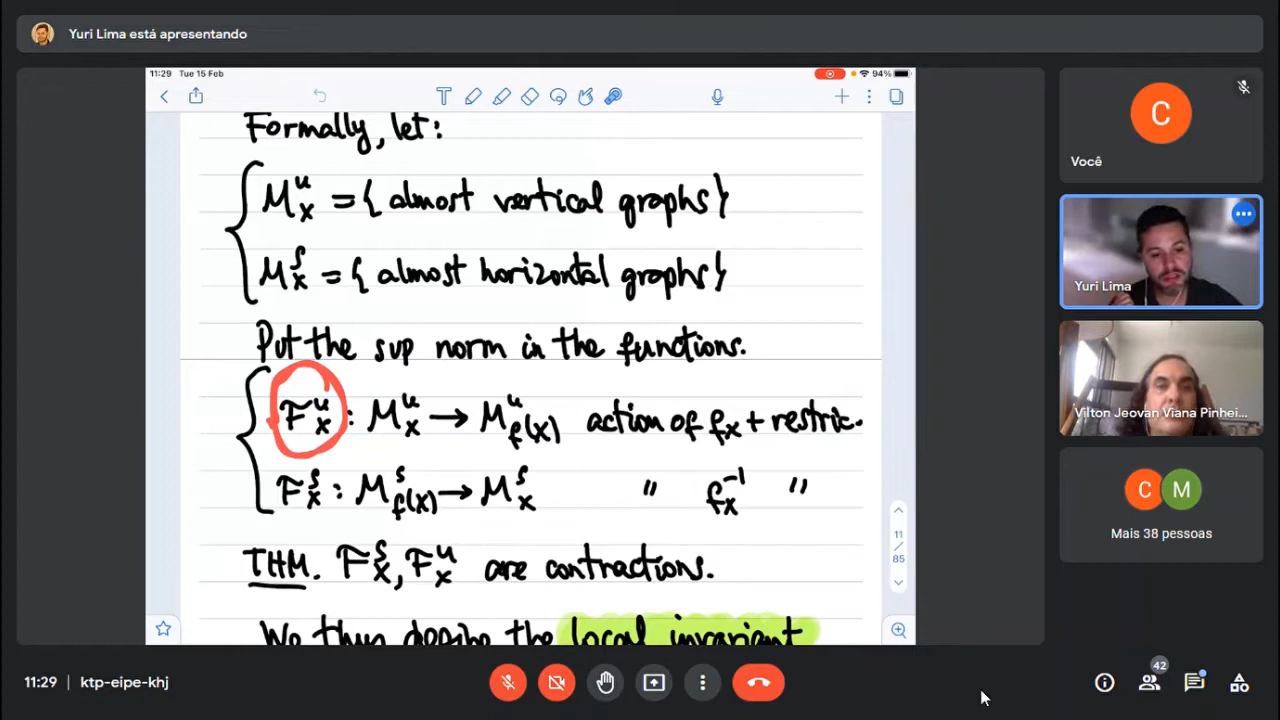 Yuri Lima está apresentando
11:29 Tue 15 Feb
94%
Formally, let:
M^u_x = { almost vertical graphs }
M^s_x = { almost horizontal graphs }
Put the sup norm in the functions.
F^u_x : M^u_x → M^u_f(x) action of f_x + restric.
F^s_x : M^s_f(x) → M^s_x " f_x^-1 "
THM. F^s_x, F^u_x are contractions.
We thus define the local invariant
11
/
85
C
Você
Yuri Lima
Vilton Jeovan Viana Pinhei...
C M
Mais 38 pessoas
11:29 | ktp-eipe-khj
42